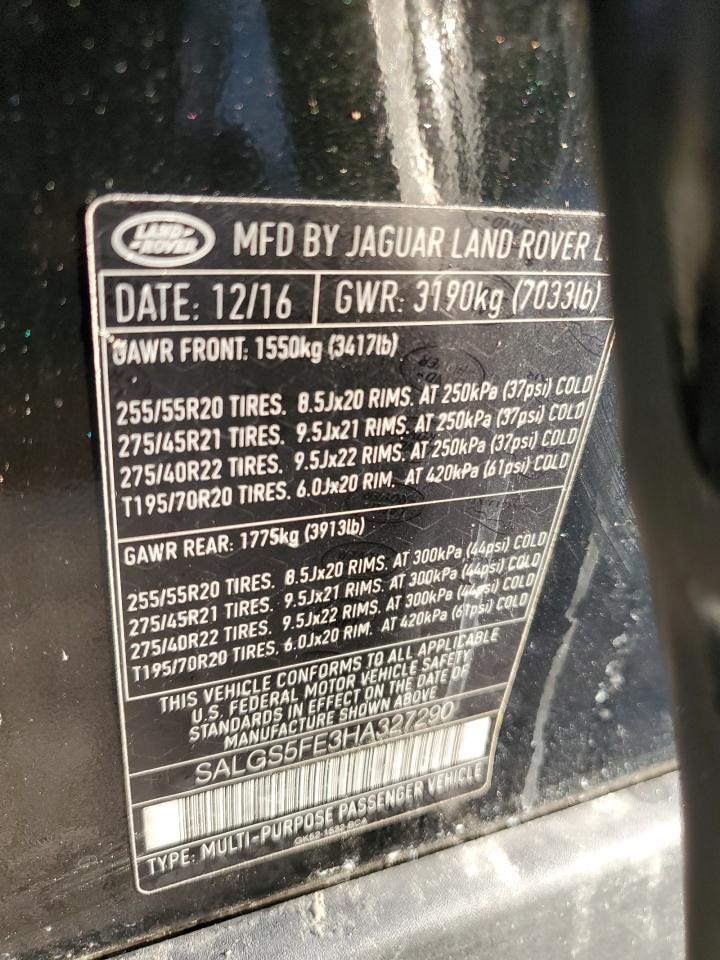 LAND
ROVER
MFD BY JAGUAR LAND ROVER L
DATE: 12/16 GWR: 3190kg (7033lb)
GAWR FRONT: 1550kg (3417lb)
255/55R20 TIRES. 8.5Jx20 RIMS. AT 250kPa (37psi) COLD
275/45R21 TIRES. 9.5Jx21 RIMS. AT 250kPa (37psi) COLD
275/40R22 TIRES. 9.5Jx22 RIMS. AT 250kPa (37psi) COLD
T195/70R20 TIRES. 6.0Jx20 RIM. AT 420kPa (61psi) COLD
GAWR REAR: 1775kg (3913lb)
255/55R20 TIRES. 8.5Jx20 RIMS. AT 300kPa (44psi) COLD
275/45R21 TIRES. 9.5Jx21 RIMS. AT 300kPa (44psi) COLD
275/40R22 TIRES. 9.5Jx22 RIMS. AT 300kPa (44psi) COLD
T195/70R20 TIRES. 6.0Jx20 RIM. AT 420kPa (61psi) COLD
THIS VEHICLE CONFORMS TO ALL APPLICABLE
U.S. FEDERAL MOTOR VEHICLE SAFETY
STANDARDS IN EFFECT ON THE DATE OF
MANUFACTURE SHOWN ABOVE
SALGS5FE3HA327290
TYPE: MULTI-PURPOSE PASSENGER VEHICLE